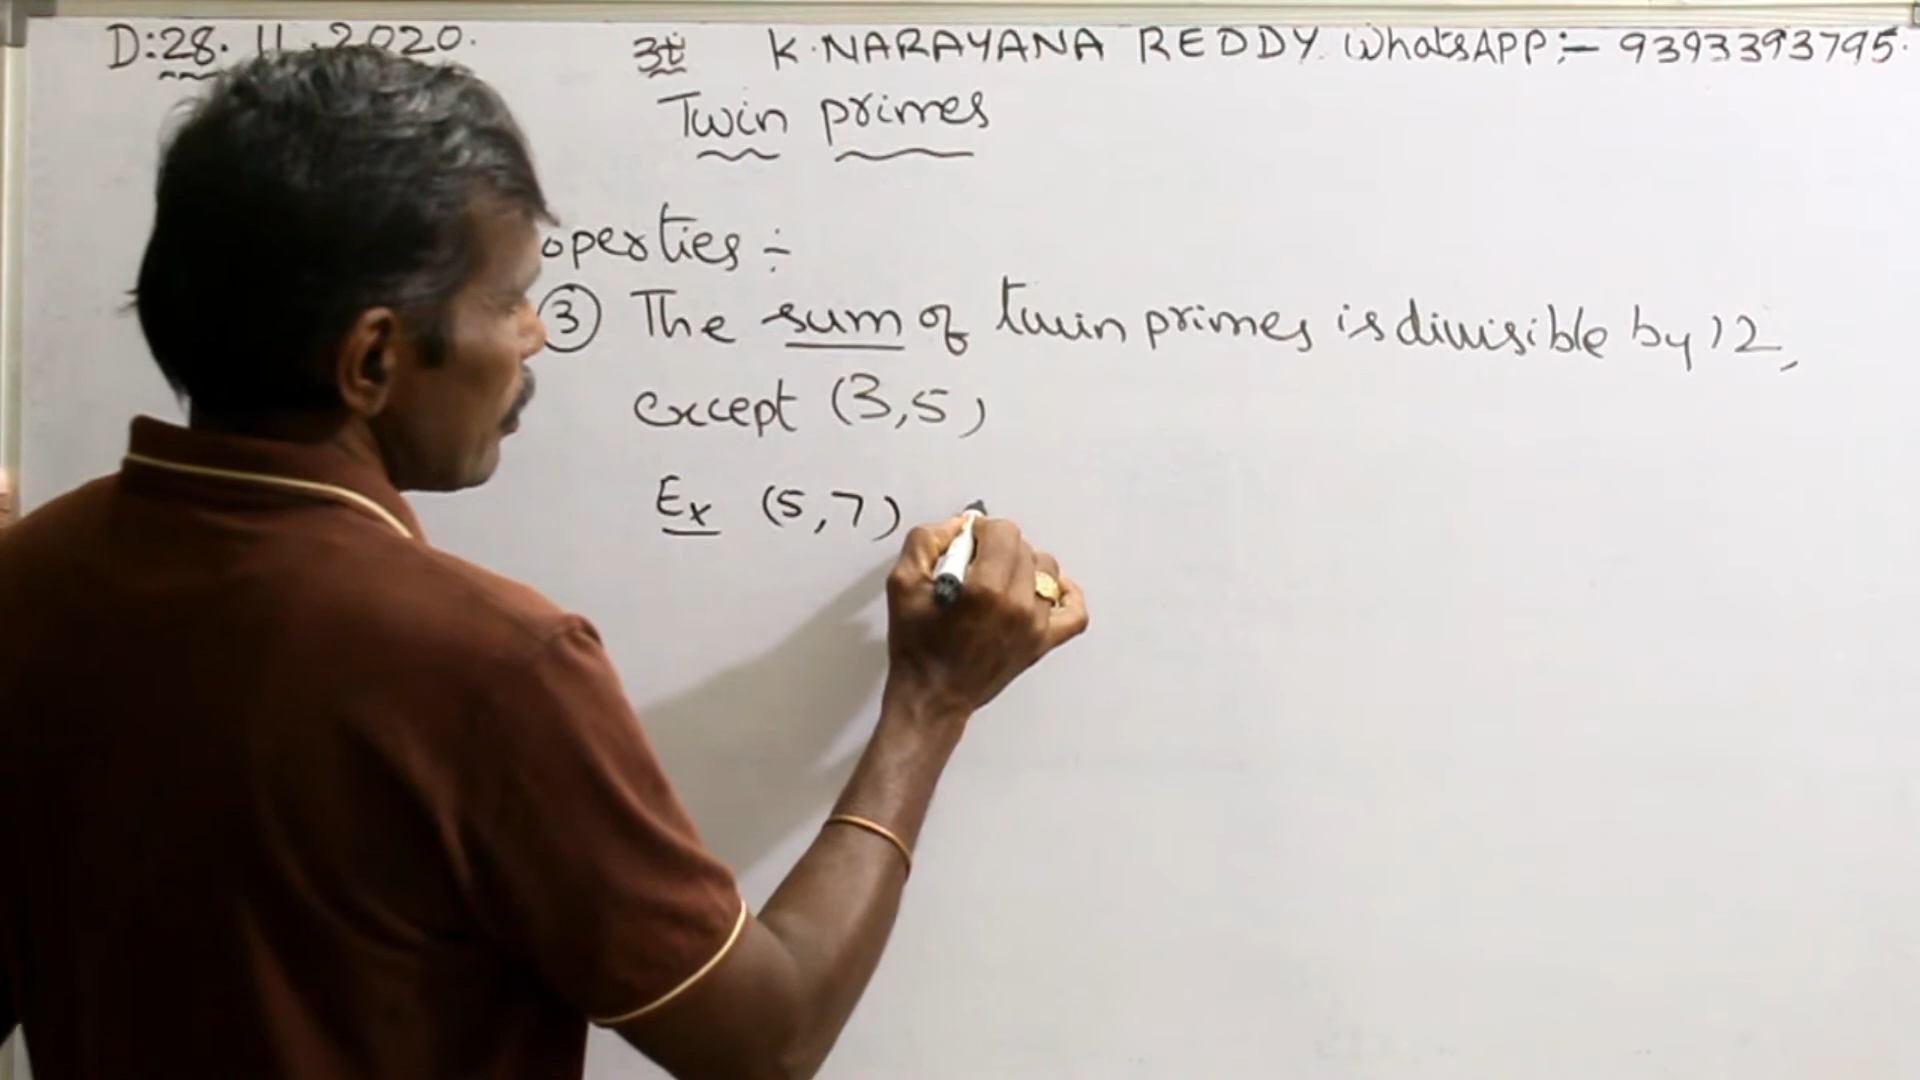 D:28.11.2020. 3t K.NARAYANA REDDY. WhatsAPP:- 9393393795.
Twin primes
operties :-
③ The sum of twin primes is divisible by 12,
except (3,5)
Ex (5,7)